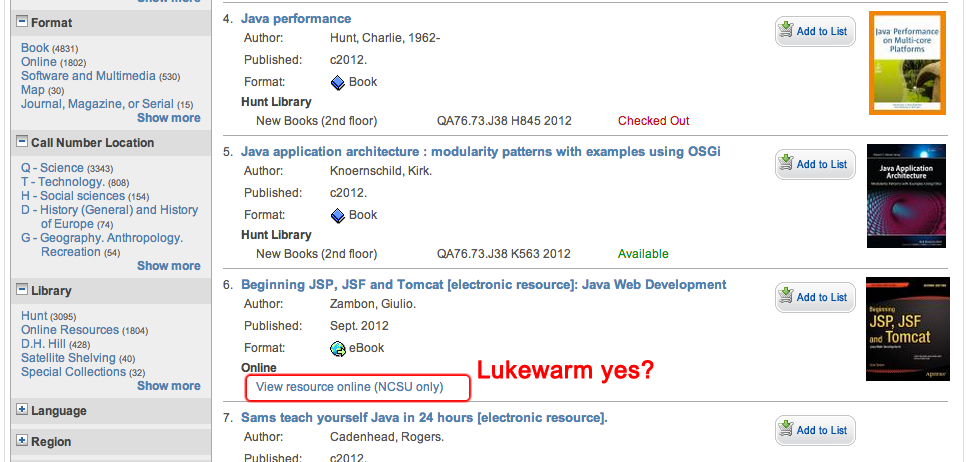 Show more
Format
Book (4831)
Online (1802)
Software and Multimedia (530)
Map (30)
Journal, Magazine, or Serial (15)
Show more
Call Number Location
Q - Science (3343)
T - Technology. (808)
H - Social sciences (154)
D - History (General) and History
of Europe (74)
G - Geography. Anthropology.
Recreation (54)
Show more
Library
Hunt (3095)
Online Resources (1804)
D.H. Hill (428)
Satellite Shelving (40)
Special Collections (32)
Show more
Language
Region
4. Java performance
Author: Hunt, Charlie, 1962-
Published: c2012.
Format: Book
Hunt Library
New Books (2nd floor) QA76.73.J38 H845 2012 Checked Out
Add to List
Java Performance
on Multi-core
Platforms
5. Java application architecture : modularity patterns with examples using OSGi
Author: Knoernschild, Kirk.
Published: c2012.
Format: Book
Hunt Library
New Books (2nd floor) QA76.73.J38 K563 2012 Available
Add to List
Java Application
Architecture
6. Beginning JSP, JSF and Tomcat [electronic resource]: Java Web Development
Author: Zambon, Giulio.
Published: Sept. 2012
Format: eBook
Online
View resource online (NCSU only)
Lukewarm yes?
Add to List
Beginning
JSP, JSF
and Tomcat
Apress
7. Sams teach yourself Java in 24 hours [electronic resource].
Author: Cadenhead, Rogers.
Published: c2012.
Add to List